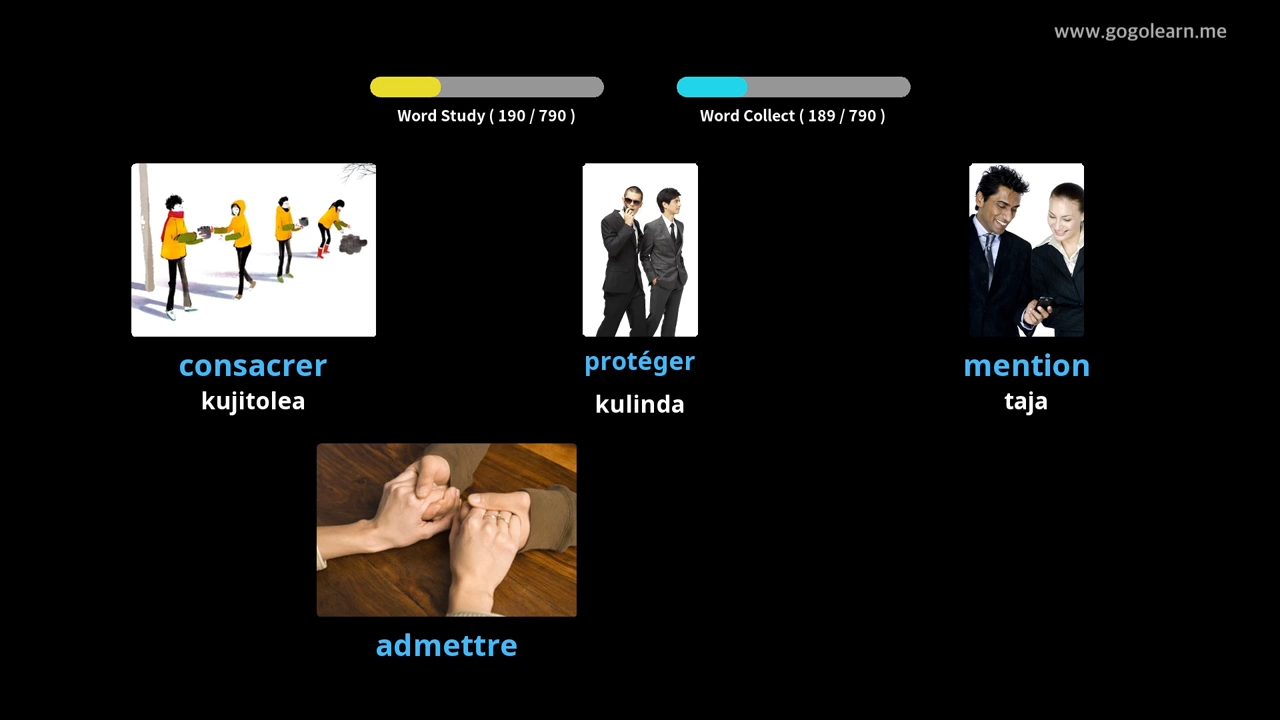 www.gogolearn.me
Word Study ( 190 / 790 )
Word Collect ( 189 / 790 )
consacrer
kujitolea
protéger
kulinda
mention
taja
admettre